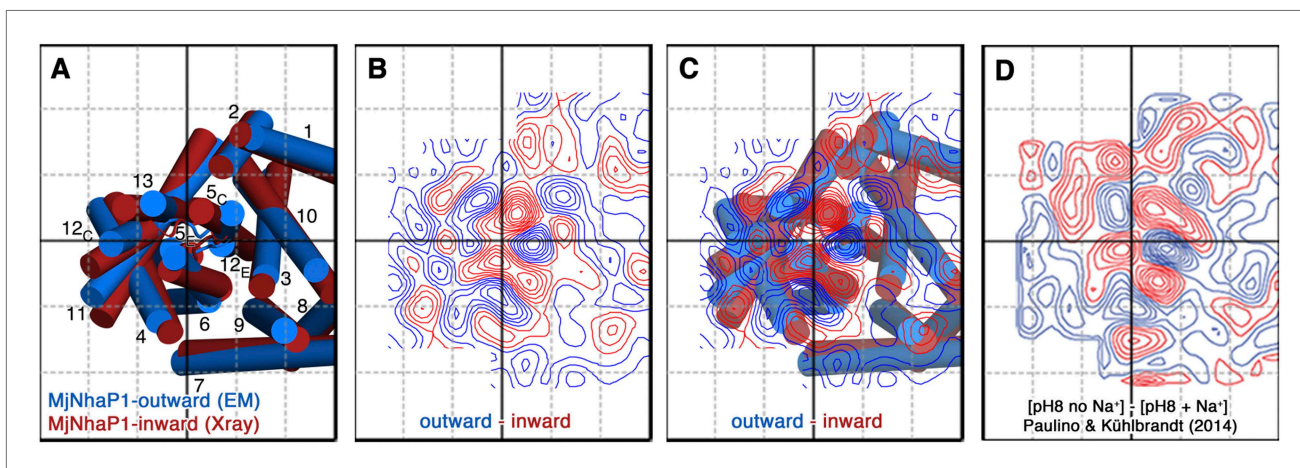 A
2
1
13
5C
10
12C
5E
12E
3
11
6
9
8
4
7
MjNhaP1-outward (EM)
MjNhaP1-inward (Xray)
B
outward - inward
C
outward - inward
D
[pH8 no Na⁺] - [pH8 + Na⁺]
Paulino & Kühlbrandt (2014)